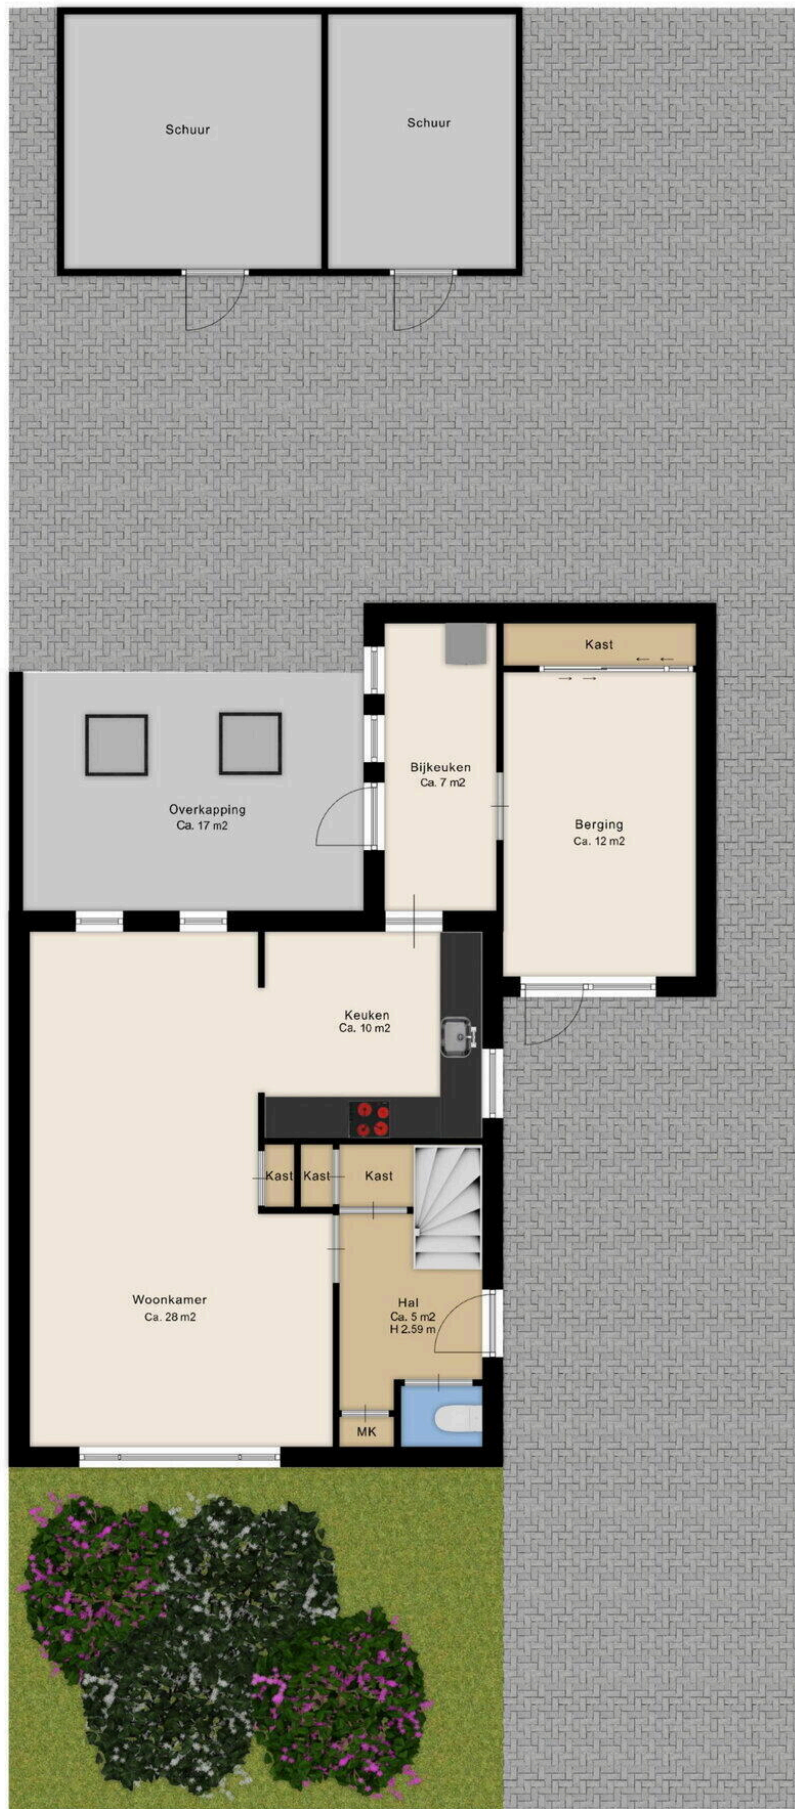 Schuur
Schuur
Kast
Bijkeuken
Ca. 7 m2
Overkapping
Ca. 17 m2
Berging
Ca. 12 m2
Keuken
Ca. 10 m2
Kast
Kast
Kast
Woonkamer
Ca. 28 m2
Hal
Ca. 5 m2
H 2.59 m
MK